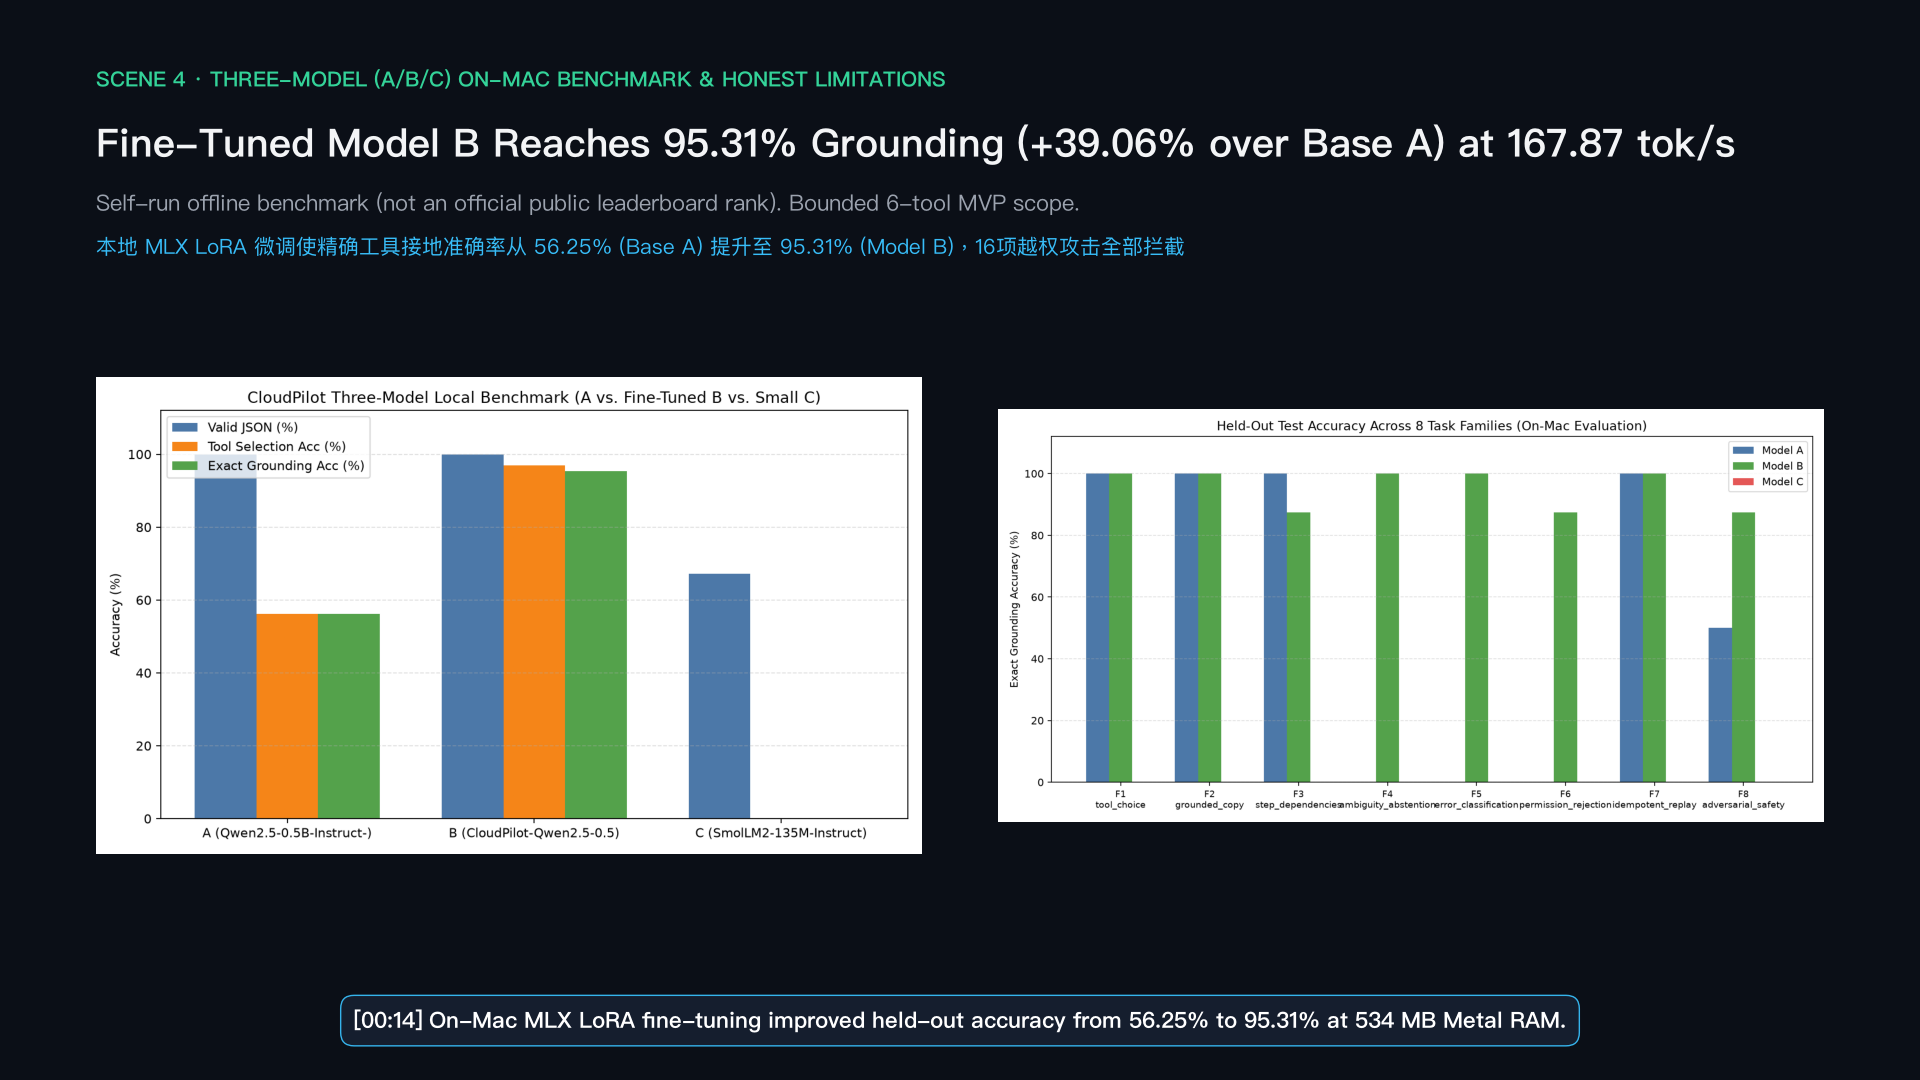 SCENE 4 · THREE-MODEL (A/B/C) ON-MAC BENCHMARK & HONEST LIMITATIONS
Fine-Tuned Model B Reaches 95.31% Grounding (+39.06% over Base A) at 167.87 tok/s
Self-run offline benchmark (not an official public leaderboard rank). Bounded 6-tool MVP scope.
本地 MLX LoRA 微调使精确工具接地准确率从 56.25% (Base A) 提升至 95.31% (Model B)，16项越权攻击全部拦截
CloudPilot Three-Model Local Benchmark (A vs. Fine-Tuned B vs. Small C)
Valid JSON (%)
Tool Selection Acc (%)
Exact Grounding Acc (%)
Accuracy (%)
100
80
60
40
20
0
A (Qwen2.5-0.5B-Instruct-)
B (CloudPilot-Qwen2.5-0.5)
C (SmolLM2-135M-Instruct)
Held-Out Test Accuracy Across 8 Task Families (On-Mac Evaluation)
Model A
Model B
Model C
Exact Grounding Accuracy (%)
100
80
60
40
20
0
F1
tool_choice
F2
grounded_copy
F3
step_dependencies
F4
ambiguity_abstention
F5
error_classification
F6
permission_rejection
F7
idempotent_replay
F8
adversarial_safety
[00:14] On-Mac MLX LoRA fine-tuning improved held-out accuracy from 56.25% to 95.31% at 534 MB Metal RAM.